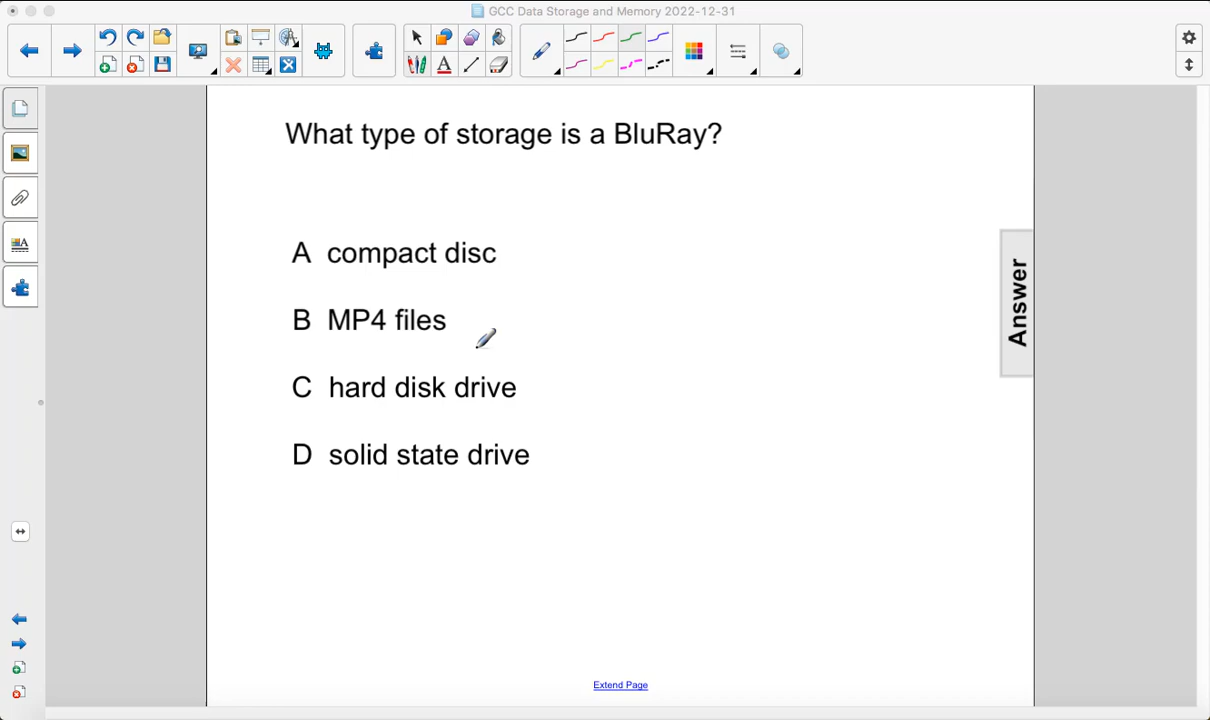 GCC Data Storage and Memory 2022-12-31
What type of storage is a BluRay?
A compact disc
B MP4 files
C hard disk drive
D solid state drive
Answer
Extend Page